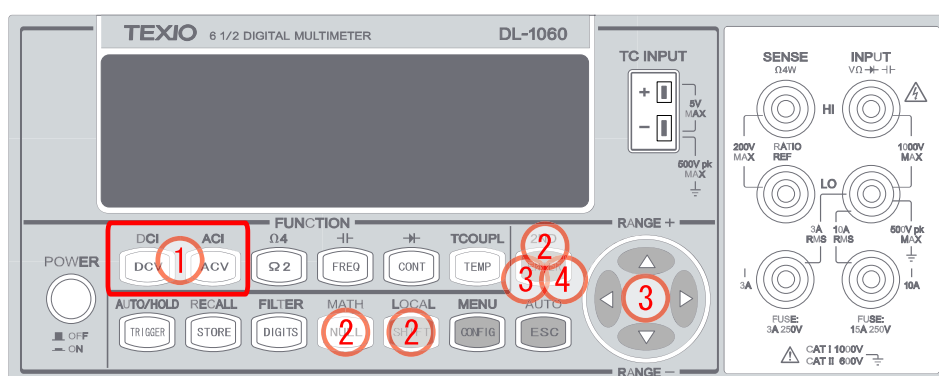 TEXIO 6 1/2 DIGITAL MULTIMETER DL-1060
TC INPUT
+
5V
MAX
−
500V pk
MAX
SENSE
Ω4W
INPUT
VΩ
HI
200V
MAX
RATIO
REF
1000V
MAX
LO
3A
RMS
10A
RMS
500V pk
MAX
I
3A
I
10A
FUSE:
3A 250V
FUSE:
15A 250V
CAT I 1000V
CAT II 600V
FUNCTION
RANGE +
DCI ACI Ω4 TCOUPL
2
POWER
DCV 1 ACV Ω2 FREQ CONT TEMP
3 4
3
AUTO/HOLD RECALL FILTER MATH LOCAL MENU AUTO
TRIGGER STORE DIGITS NULL 2 SHIFT 2 CONFIG ESC
OFF
ON
RANGE −